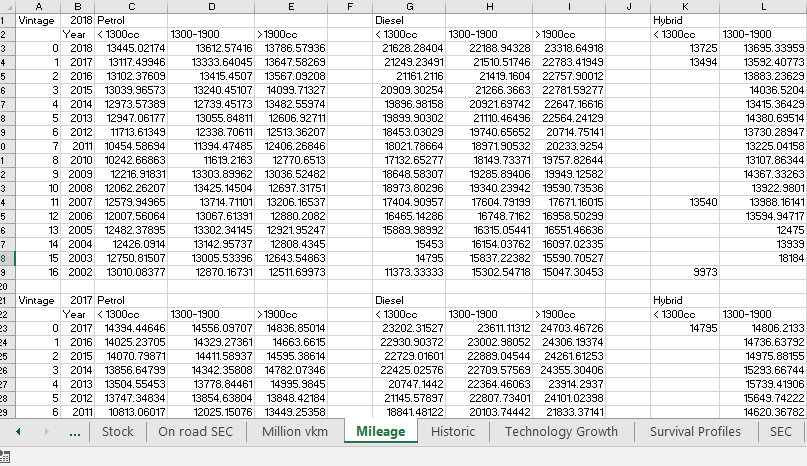 A B C D E F G H I J K L
1 Vintage 2018 Petrol Diesel Hybrid
Year < 1300cc 1300-1900 >1900cc < 1300cc 1300-1900 >1900cc < 1300cc 1300-1900
3 0 2018 13445.02174 13612.57416 13786.57936 21628.28404 22188.94328 23318.64918 13725 13695.33959
4 1 2017 13117.49946 13333.64045 13647.58269 21249.23491 21510.51746 22783.41949 13494 13592.40773
5 2 2016 13102.37609 13415.4507 13567.09208 21161.2116 21419.1604 22757.90012 13883.23629
6 3 2015 13039.96573 13240.45107 14099.71327 20909.30254 21266.3663 22781.59277 14036.5204
7 4 2014 12973.57389 12739.45173 13482.55974 19896.98158 20921.69742 22647.16616 13415.36429
8 5 2013 12947.06177 13055.84811 12606.92711 19899.90302 21110.46496 22564.24129 14380.69514
9 6 2012 11713.61349 12338.70611 12513.36207 18453.03029 19740.65652 20714.75141 13730.28947
0 7 2011 10454.58694 11394.47485 12406.26846 18021.78664 18971.90532 20233.9254 13225.04158
1 8 2010 10242.66863 11619.2163 12770.6513 17132.65277 18149.73371 19757.82644 13107.86344
2 9 2009 12216.91831 13303.89962 13036.52482 18648.58307 19285.89406 19949.12582 14367.33263
3 10 2008 12062.26207 13425.14504 12697.31751 18973.80296 19340.23942 19590.73536 13922.9801
4 11 2007 12579.94965 13714.71101 13206.16537 17404.90957 17604.79199 17671.16015 13540 13988.16141
5 12 2006 12007.56064 13067.61391 12880.2082 16465.14286 16748.7162 16958.50299 13594.94717
6 13 2005 12482.37895 13302.34145 12921.95247 15889.98992 16315.05441 16551.46636 12475
7 14 2004 12426.0914 13142.95737 12808.4345 15453 16154.03762 16097.02335 13939
8 15 2003 12750.81507 13005.53396 12643.54863 14795 15837.22382 15590.70527 18184
9 16 2002 13010.08377 12870.16731 12511.69973 11373.33333 15302.54718 15047.30453 9973
20
21 Vintage 2017 Petrol Diesel Hybrid
22 Year < 1300cc 1300-1900 >1900cc < 1300cc 1300-1900 >1900cc < 1300cc 1300-1900
23 0 2017 14394.44646 14556.09707 14836.85014 23202.31527 23611.11312 24703.46726 14795 14806.2133
24 1 2016 14025.23705 14329.27361 14663.6615 22930.90372 23002.98052 24306.19374 14736.63792
25 2 2015 14070.79871 14411.58937 14595.38614 22729.01601 22889.04544 24261.61253 14975.88155
26 3 2014 13856.64799 14342.35808 14782.07346 22425.02576 22709.57569 24355.30406 15293.66744
27 4 2013 13504.55453 13778.84461 14995.9845 20747.1442 22364.46063 23914.2937 15739.41906
28 5 2012 13747.34834 13854.63804 13848.42184 21145.57897 22807.73401 24101.02398 15649.74222
29 6 2011 10813.06017 12025.15076 13449.25358 18841.48122 20103.74442 21833.37141 14620.36782
... Stock On road SEC Million vkm Mileage Historic Technology Growth Survival Profiles SEC